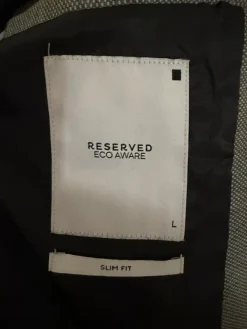 RESERVED
ECO AWARE
L
SLIM FIT